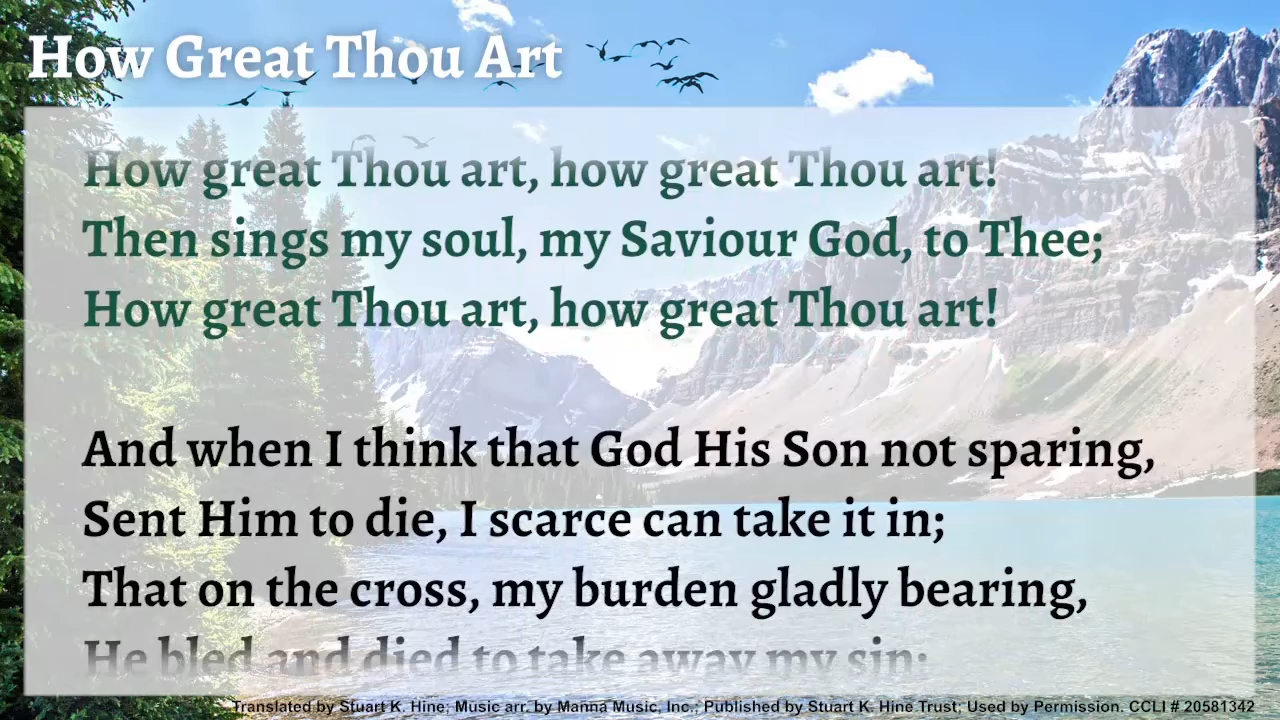 How Great Thou Art
How great Thou art, how great Thou art!
Then sings my soul, my Saviour God, to Thee;
How great Thou art, how great Thou art!
And when I think that God His Son not sparing,
Sent Him to die, I scarce can take it in;
That on the cross, my burden gladly bearing,
He bled and died to take away my sin;
Translated by Stuart K. Hine; Music arr. by Manna Music, Inc.; Published by Stuart K. Hine Trust; Used by Permission. CCLI # 20581342